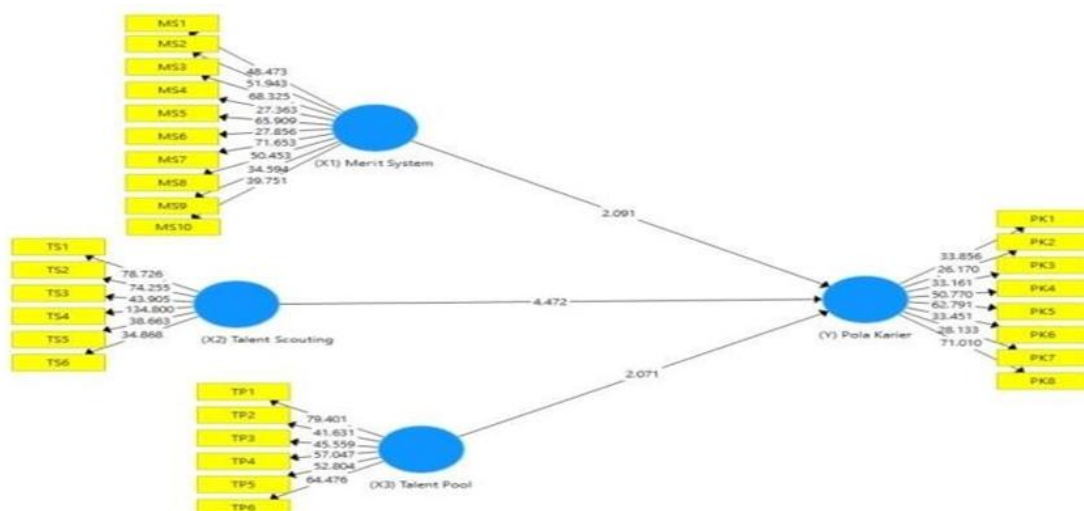 MS1
MS2
MS3
MS4
MS5
MS6
MS7
MS8
MS9
MS10
48.473
51.943
68.325
27.363
65.909
27.856
71.653
50.453
34.594
39.751
(X1) Merit System
2.091
TS1
TS2
TS3
TS4
TS5
TS6
78.726
74.255
43.905
134.800
38.663
34.868
(X2) Talent Scouting
4.472
TP1
TP2
TP3
TP4
TP5
TP6
79.401
41.631
45.559
57.047
52.804
64.476
(X3) Talent Pool
2.071
(Y) Pola Karier
33.856
26.170
33.161
50.770
62.791
33.451
28.133
71.010
PK1
PK2
PK3
PK4
PK5
PK6
PK7
PK8